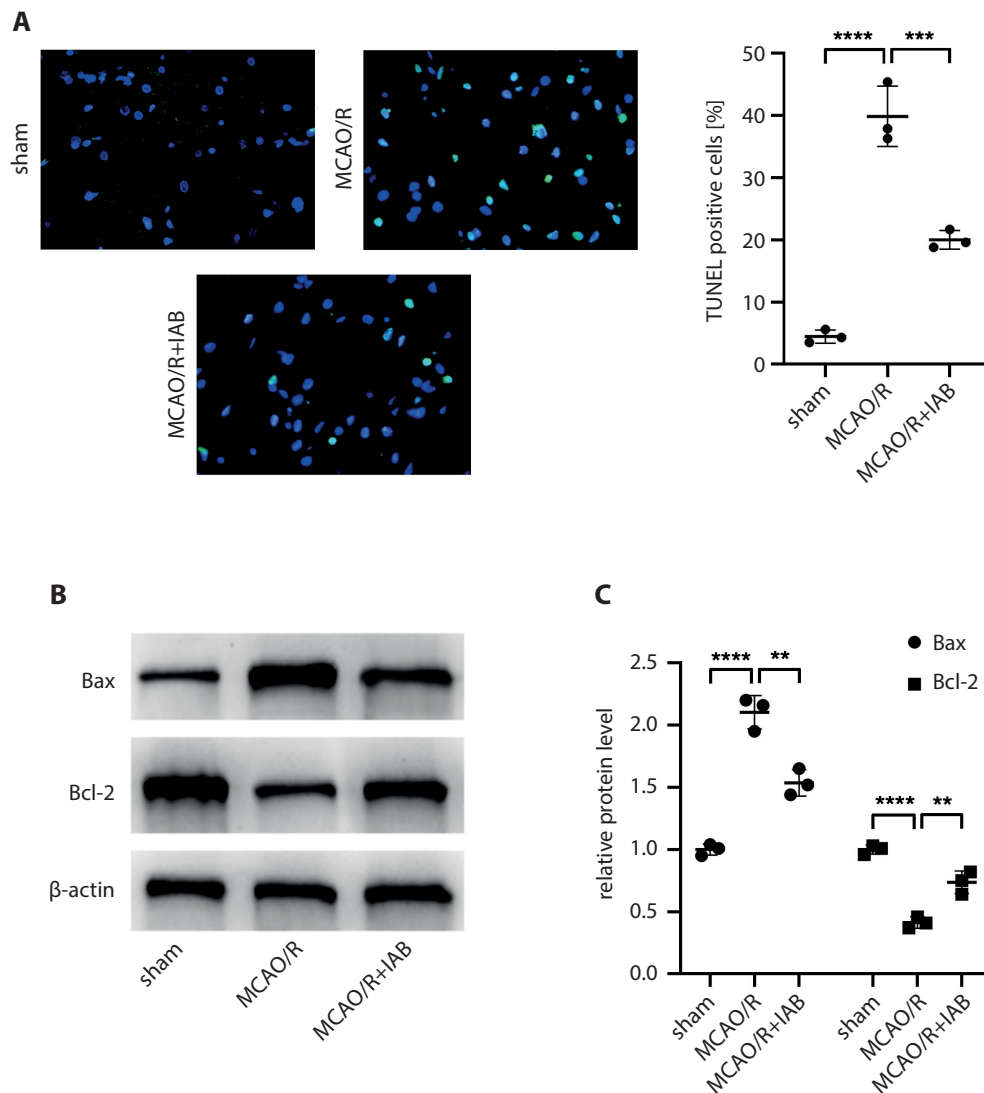 A
sham
MCAO/R
MCAO/R+IAB
**** ***
TUNEL positive cells [%]
50
40
30
20
10
0
sham
MCAO/R
MCAO/R+IAB
B
Bax
Bcl-2
β-actin
sham
MCAO/R
MCAO/R+IAB
C
Bax
Bcl-2
**** **
**** **
relative protein level
2.5
2.0
1.5
1.0
0.5
0.0
sham
MCAO/R
MCAO/R+IAB
sham
MCAO/R
MCAO/R+IAB